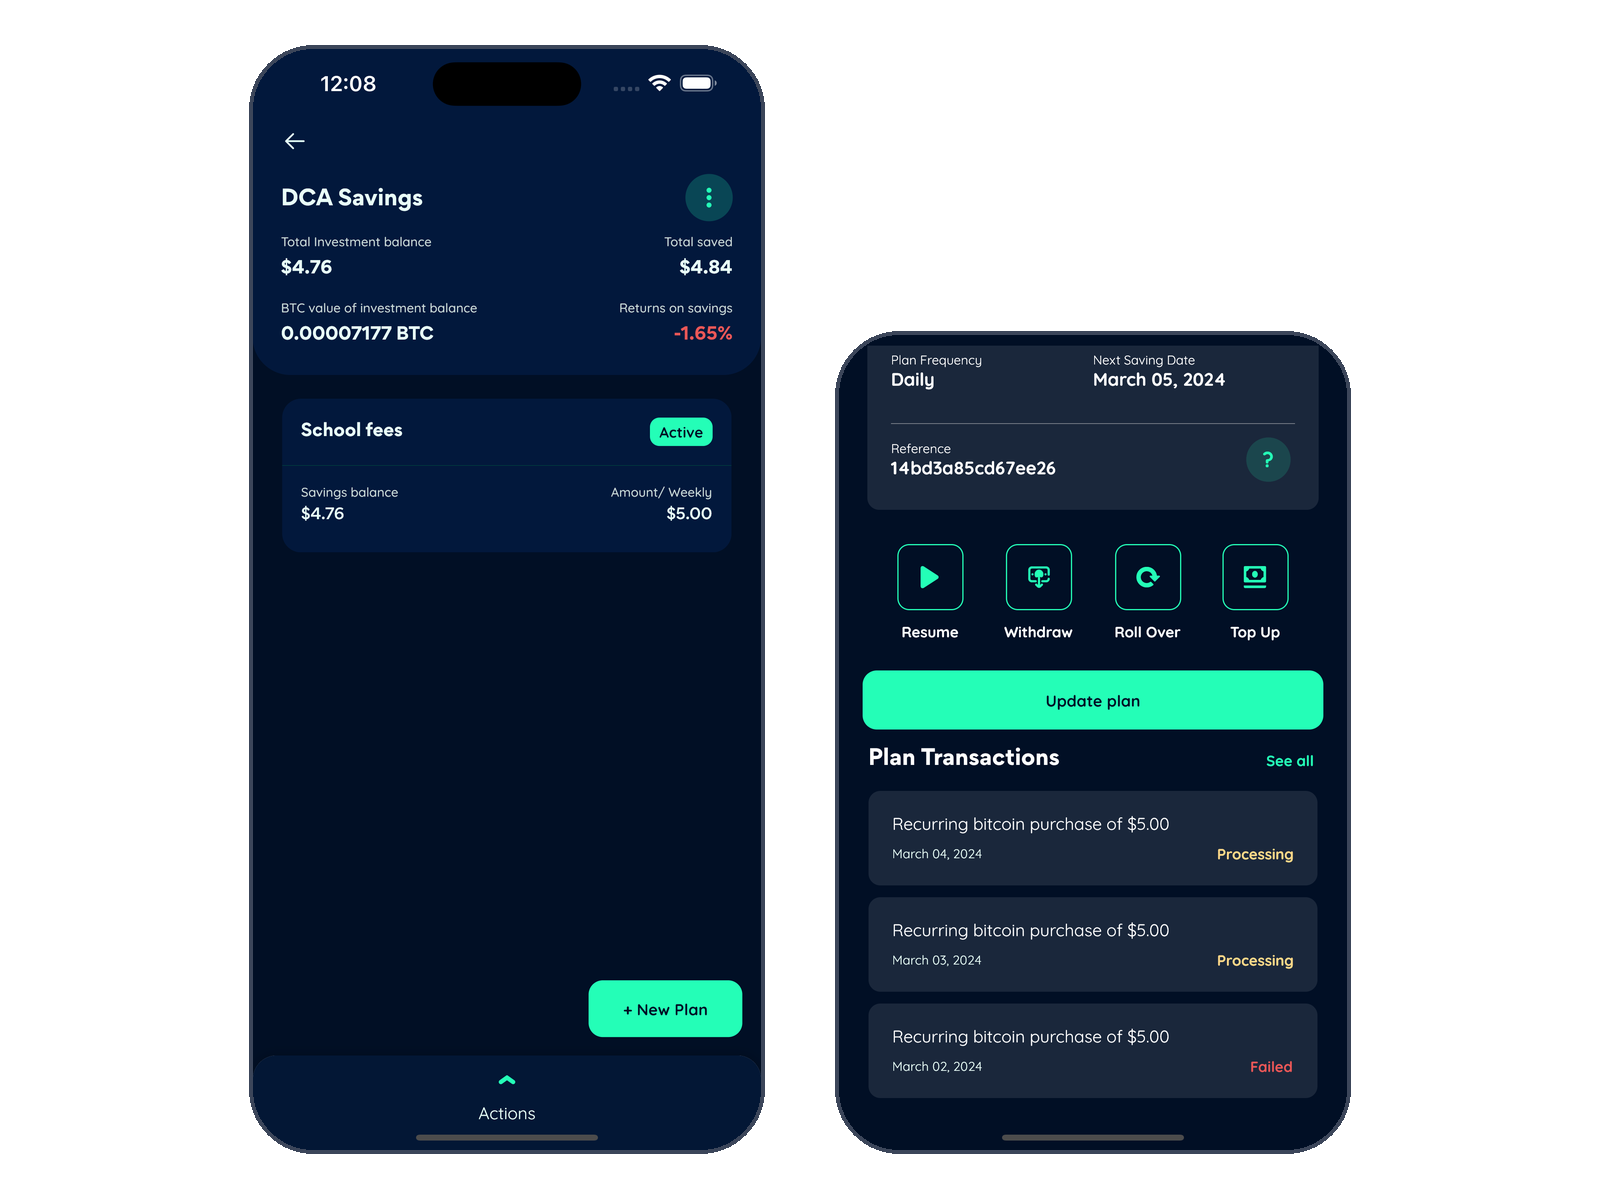 12:08
DCA Savings
Total Investment balance
Total saved
$4.76
$4.84
BTC value of investment balance
Returns on savings
0.00007177 BTC
-1.65%
School fees
Active
Savings balance
Amount/ Weekly
$4.76
$5.00
+ New Plan
Actions
Plan Frequency
Next Saving Date
Daily
March 05, 2024
Reference
14bd3a85cd67ee26
?
Resume
Withdraw
Roll Over
Top Up
Update plan
Plan Transactions
See all
Recurring bitcoin purchase of $5.00
March 04, 2024
Processing
Recurring bitcoin purchase of $5.00
March 03, 2024
Processing
Recurring bitcoin purchase of $5.00
March 02, 2024
Failed